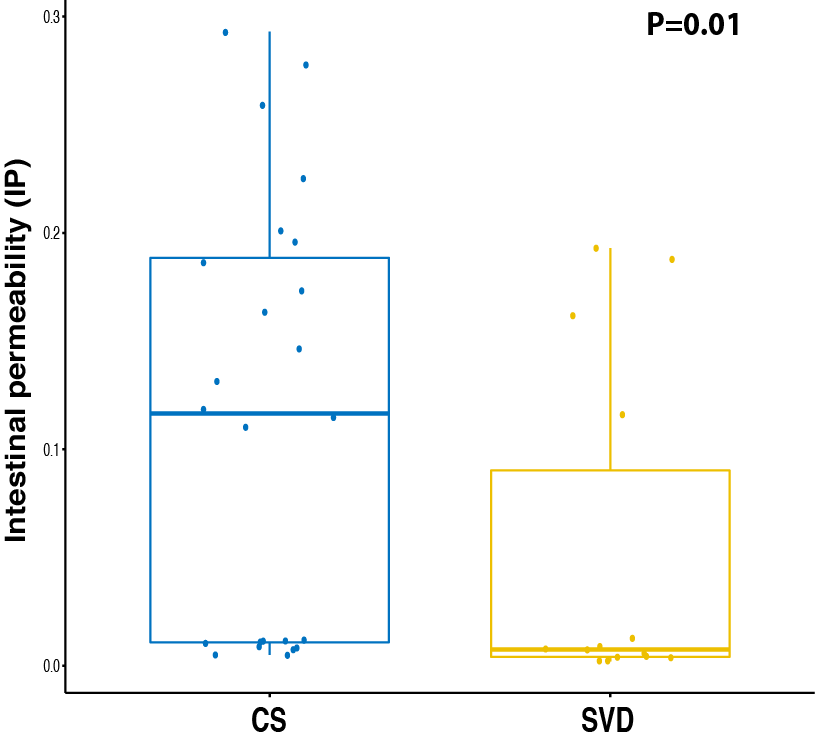 P=0.01
Intestinal permeability (IP)
0.3
0.2
0.1
0.0
CS
SVD